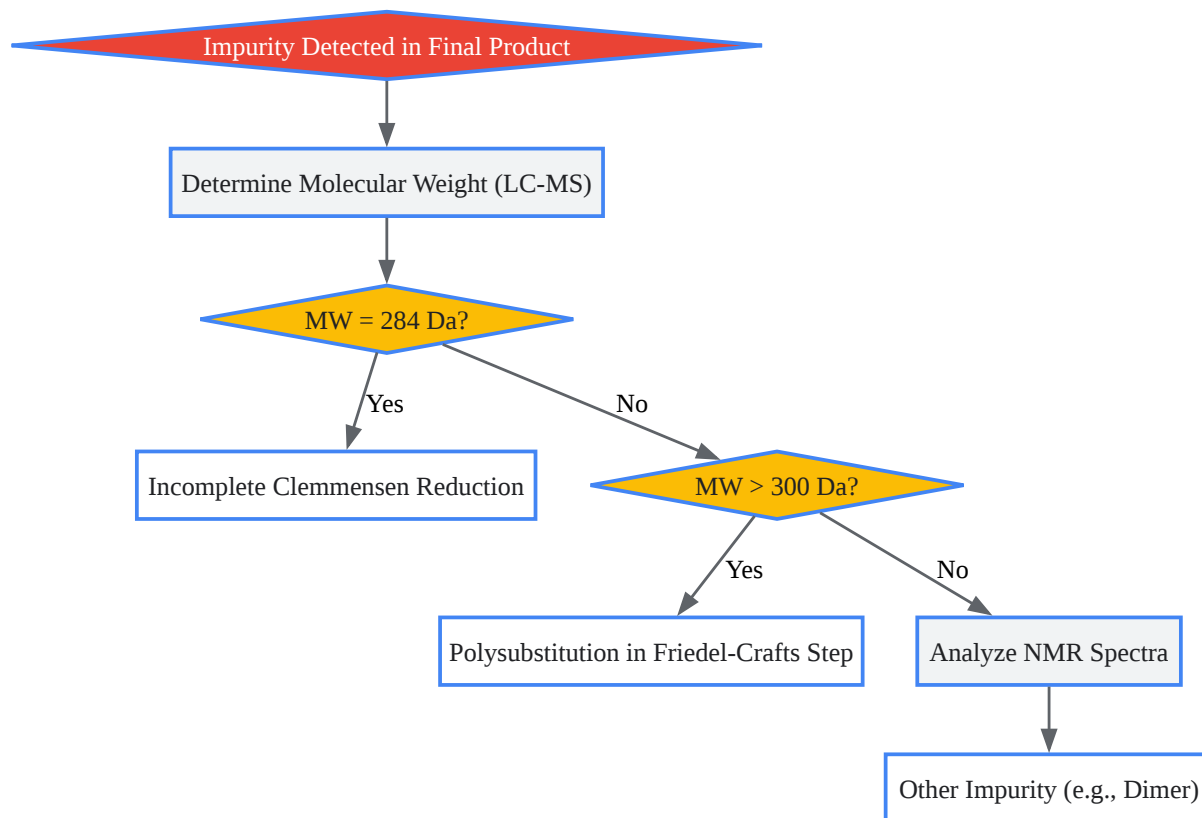 Impurity Detected in Final Product
Determine Molecular Weight (LC-MS)
MW = 284 Da?
Yes
No
Incomplete Clemmensen Reduction
MW > 300 Da?
Yes
No
Polysubstitution in Friedel-Crafts Step
Analyze NMR Spectra
Other Impurity (e.g., Dimer)